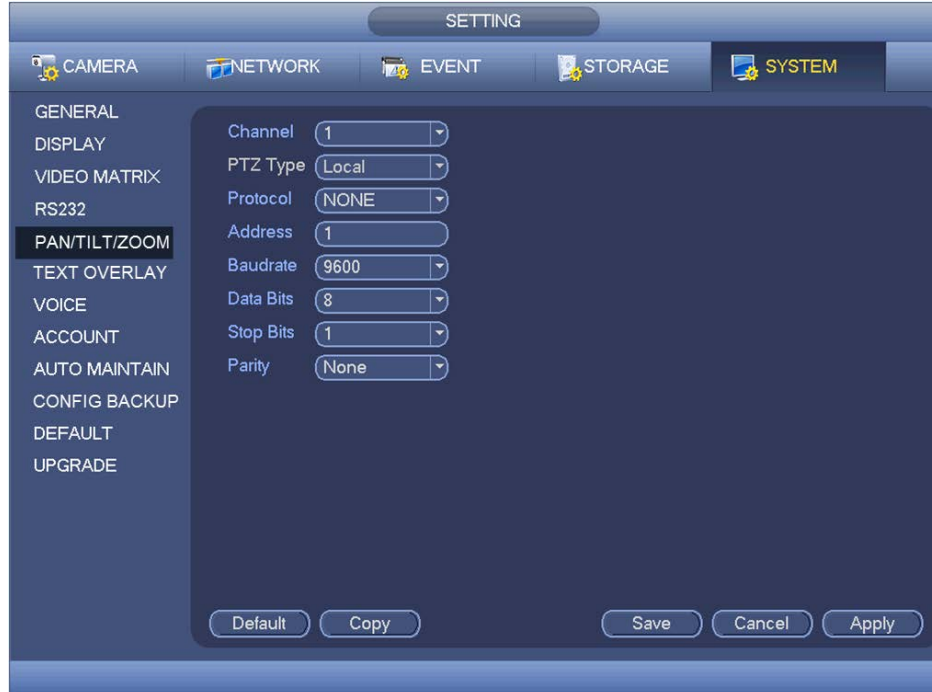 SETTING
CAMERA NETWORK EVENT STORAGE SYSTEM
GENERAL
DISPLAY
VIDEO MATRIX
RS232
PAN/TILT/ZOOM
TEXT OVERLAY
VOICE
ACCOUNT
AUTO MAINTAIN
CONFIG BACKUP
DEFAULT
UPGRADE
Channel 1
PTZ Type Local
Protocol NONE
Address 1
Baudrate 9600
Data Bits 8
Stop Bits 1
Parity None
Default Copy Save Cancel Apply